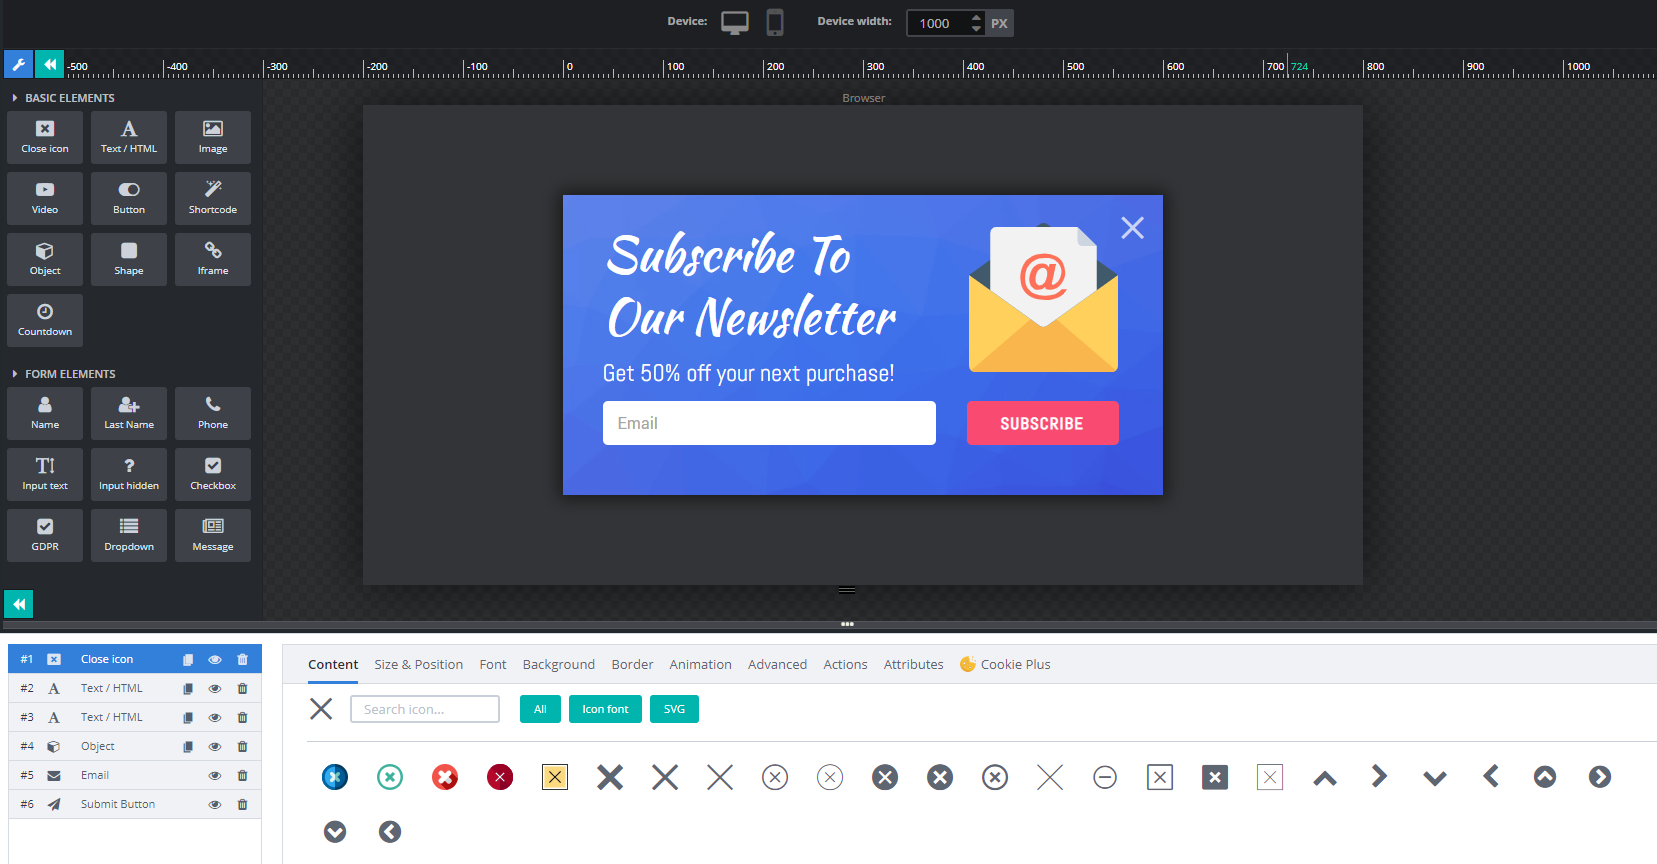 Device:
Device width:
1000
PX
-500 -400 -300 -200 -100 0 100 200 300 400 500 600 700 724 800 900 1000
Browser
BASIC ELEMENTS
Close icon
Text / HTML
Image
Video
Button
Shortcode
Object
Shape
Iframe
Countdown
FORM ELEMENTS
Name
Last Name
Phone
Input text
Input hidden
Checkbox
GDPR
Dropdown
Message
Subscribe To
Our Newsletter
Get 50% off your next purchase!
Email
SUBSCRIBE
@
#1 Close icon
#2 A Text / HTML
#3 A Text / HTML
#4 Object
#5 Email
#6 Submit Button
Content Size & Position Font Background Border Animation Advanced Actions Attributes Cookie Plus
Search icon...
All
Icon font
SVG